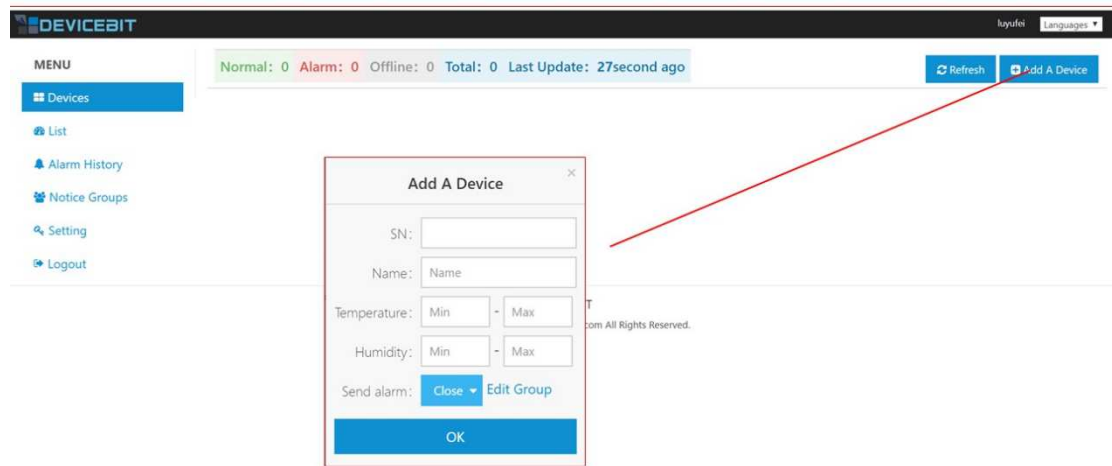 DEVICEBIT
luyufei Languages
MENU
Normal: 0 Alarm: 0 Offline: 0 Total: 0 Last Update: 27second ago
Refresh Add A Device
Devices
List
Alarm History
Notice Groups
Setting
Logout
Add A Device
×
SN:
Name: Name
Temperature: Min - Max
Humidity: Min - Max
Send alarm: Close Edit Group
OK
T
com All Rights Reserved.